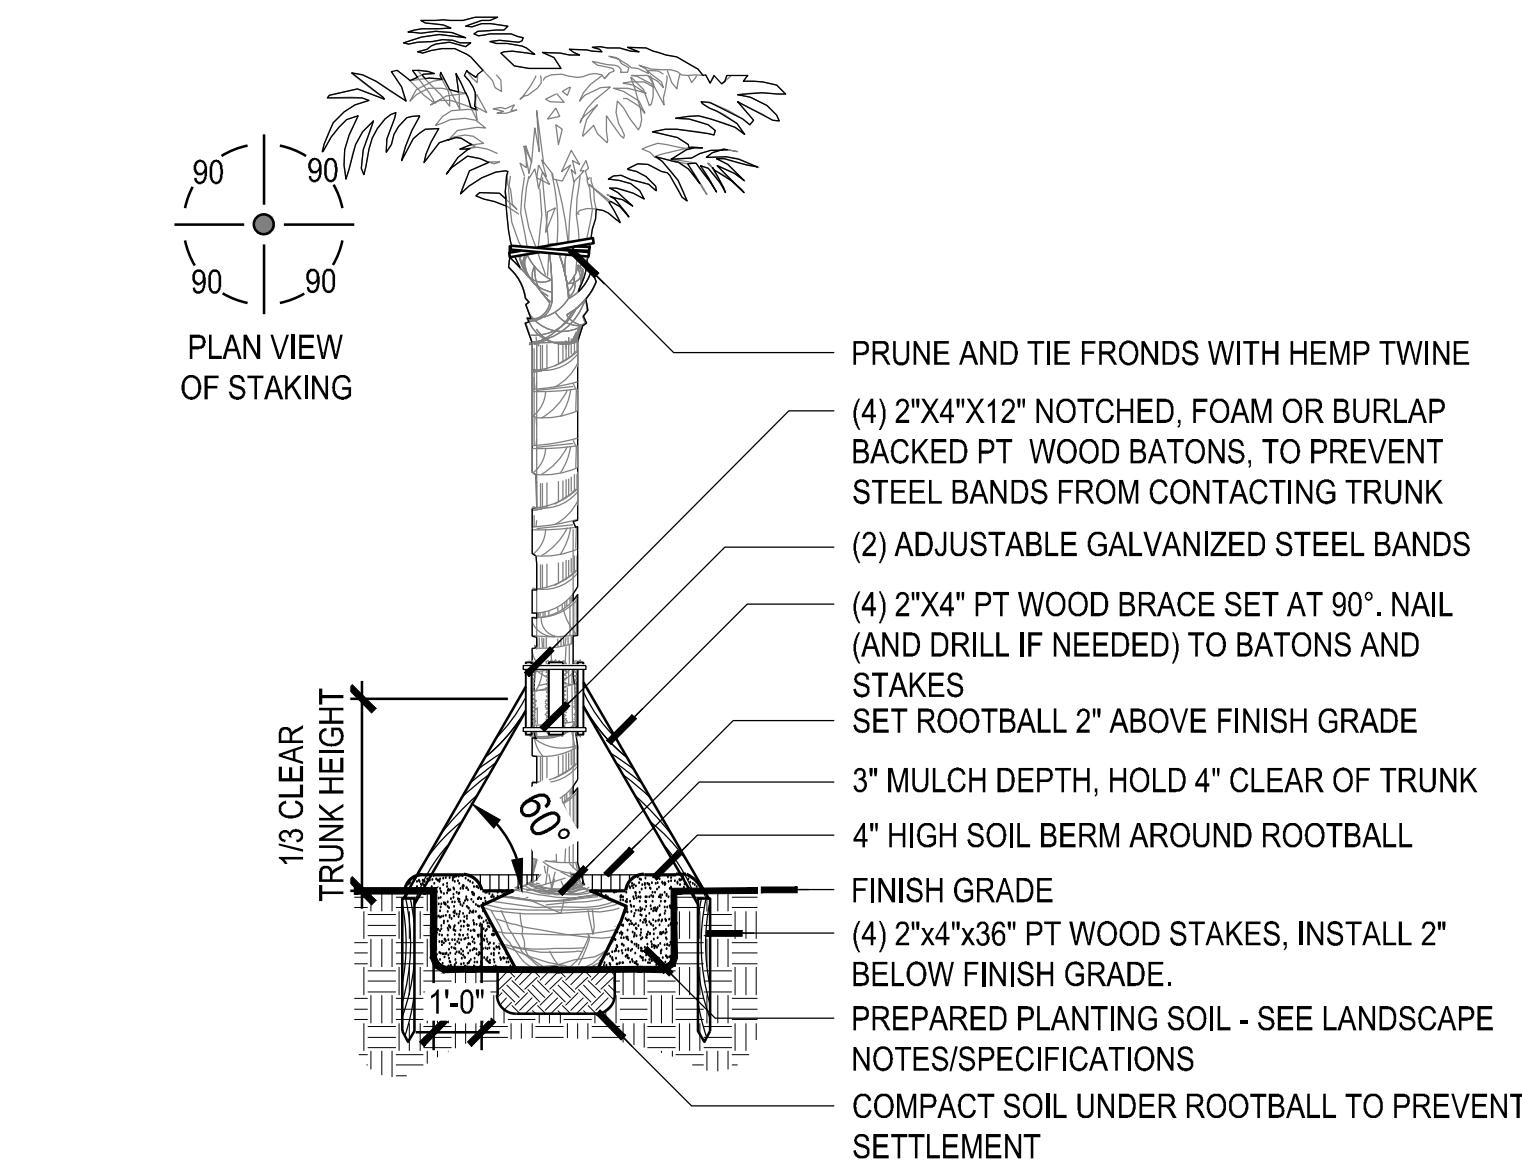 90
90
90
90
PLAN VIEW
OF STAKING
PRUNE AND TIE FRONDS WITH HEMP TWINE
(4) 2"X4"X12" NOTCHED, FOAM OR BURLAP
BACKED PT WOOD BATONS, TO PREVENT
STEEL BANDS FROM CONTACTING TRUNK
(2) ADJUSTABLE GALVANIZED STEEL BANDS
(4) 2"X4" PT WOOD BRACE SET AT 90°. NAIL
(AND DRILL IF NEEDED) TO BATONS AND
STAKES
SET ROOTBALL 2" ABOVE FINISH GRADE
3" MULCH DEPTH, HOLD 4" CLEAR OF TRUNK
4" HIGH SOIL BERM AROUND ROOTBALL
FINISH GRADE
(4) 2"x4"x36" PT WOOD STAKES, INSTALL 2"
BELOW FINISH GRADE.
PREPARED PLANTING SOIL - SEE LANDSCAPE
NOTES/SPECIFICATIONS
COMPACT SOIL UNDER ROOTBALL TO PREVENT
SETTLEMENT
1/3 CLEAR
TRUNK HEIGHT
60°
1'-0"